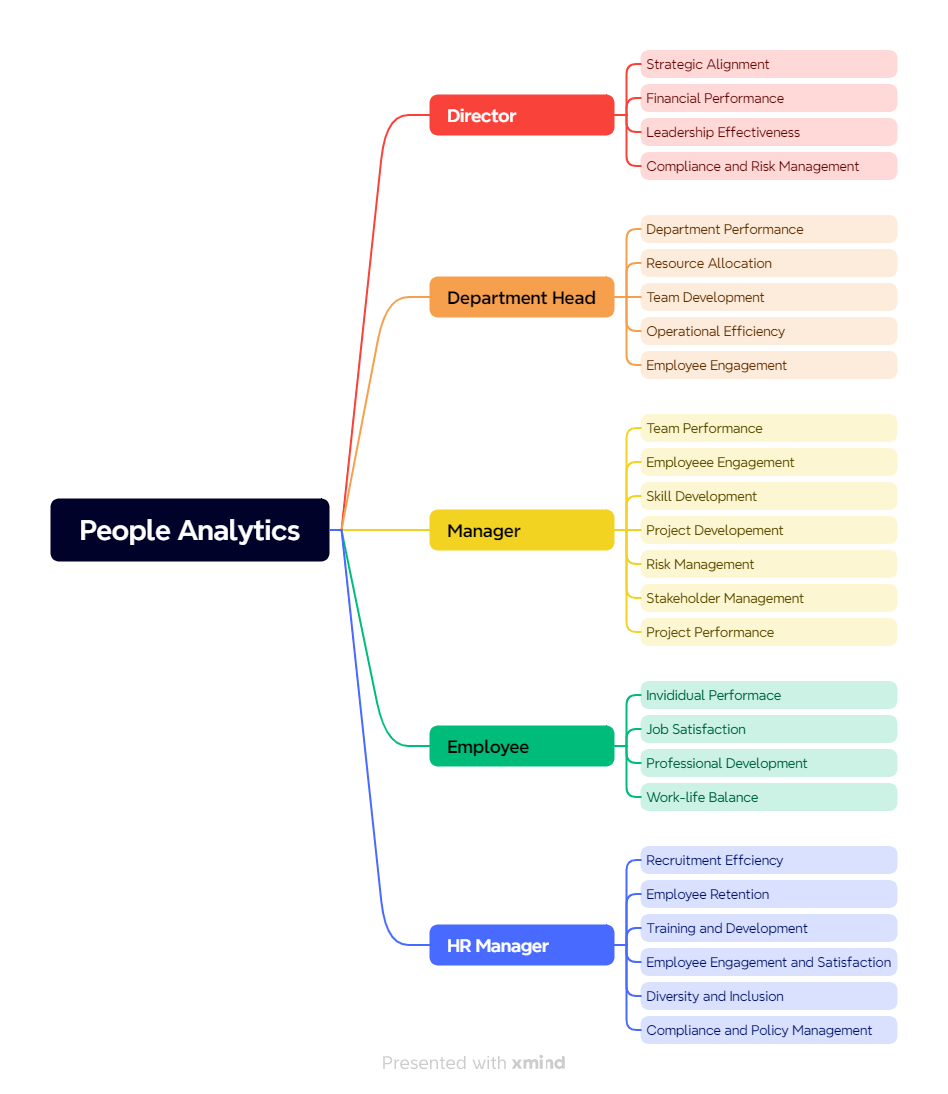 People Analytics
Director
Strategic Alignment
Financial Performance
Leadership Effectiveness
Compliance and Risk Management
Department Head
Department Performance
Resource Allocation
Team Development
Operational Efficiency
Employee Engagement
Manager
Team Performance
Employeee Engagement
Skill Development
Project Developement
Risk Management
Stakeholder Management
Project Performance
Employee
Invididual Performace
Job Satisfaction
Professional Development
Work-life Balance
HR Manager
Recruitment Effciency
Employee Retention
Training and Development
Employee Engagement and Satisfaction
Diversity and Inclusion
Compliance and Policy Management
Presented with xmind